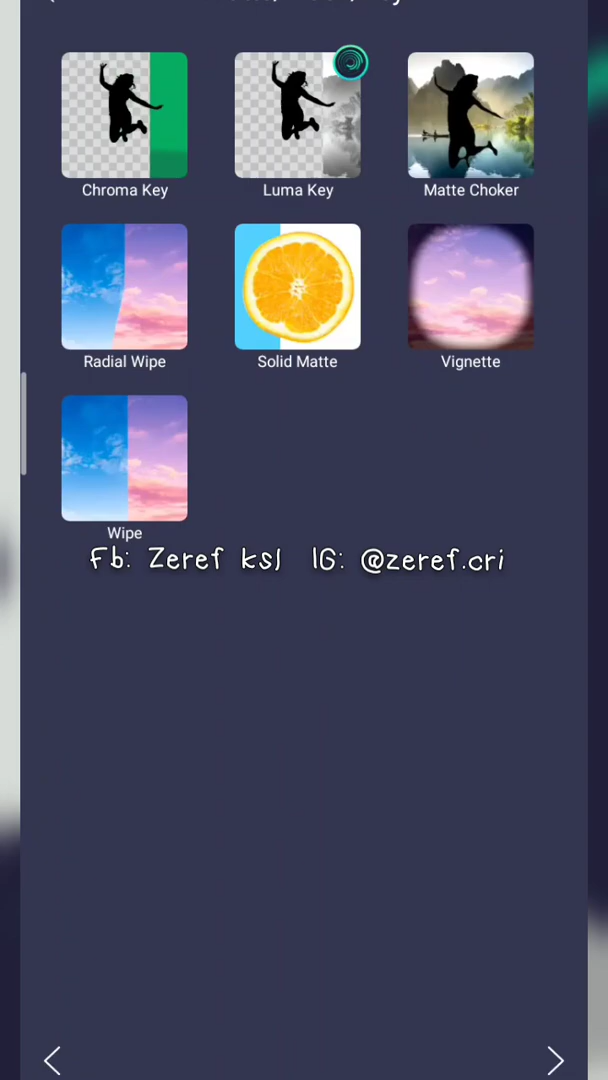 Chroma Key
Luma Key
Matte Choker
Radial Wipe
Solid Matte
Vignette
Wipe
Fb: Zeref ksl IG: @zeref.cri